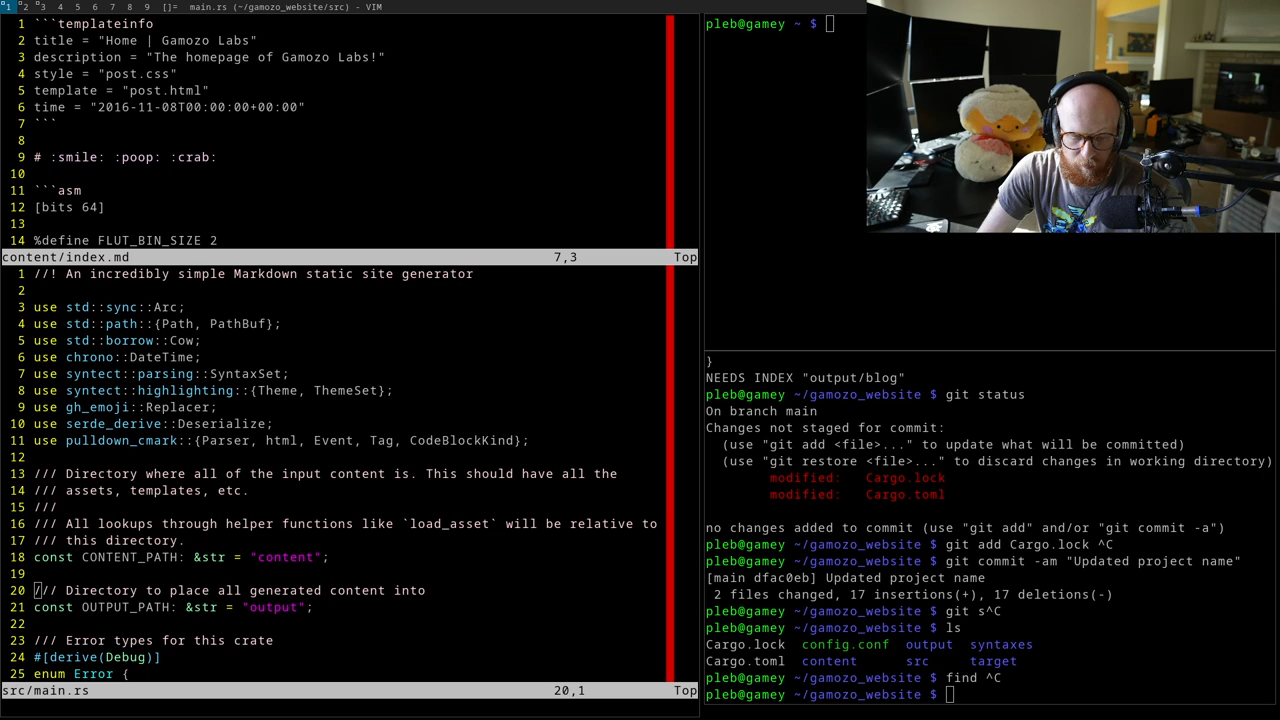 1 2 3 4 5 6 7 8 9 []= main.rs (~/gamozo_website/src) - VIM
1 ```templateinfo
2 title = "Home | Gamozo Labs"
3 description = "The homepage of Gamozo Labs!"
4 style = "post.css"
5 template = "post.html"
6 time = "2016-11-08T00:00:00+00:00"
7 ```
8
9 # :smile: :poop: :crab:
10
11 ```asm
12 [bits 64]
13
14 %define FLUT_BIN_SIZE 2
content/index.md 7,3 Top
1 //! An incredibly simple Markdown static site generator
2
3 use std::sync::Arc;
4 use std::path::{Path, PathBuf};
5 use std::borrow::Cow;
6 use chrono::DateTime;
7 use syntect::parsing::SyntaxSet;
8 use syntect::highlighting::{Theme, ThemeSet};
9 use gh_emoji::Replacer;
10 use serde_derive::Deserialize;
11 use pulldown_cmark::{Parser, html, Event, Tag, CodeBlockKind};
12
13 /// Directory where all of the input content is. This should have all the
14 /// assets, templates, etc.
15 ///
16 /// All lookups through helper functions like `load_asset` will be relative to
17 /// this directory.
18 const CONTENT_PATH: &str = "content";
19
20 /// Directory to place all generated content into
21 const OUTPUT_PATH: &str = "output";
22
23 /// Error types for this crate
24 #[derive(Debug)]
25 enum Error {
src/main.rs 20,1 Top
pleb@gamey ~ $
}
NEEDS INDEX "output/blog"
pleb@gamey ~/gamozo_website $ git status
On branch main
Changes not staged for commit:
(use "git add <file>..." to update what will be committed)
(use "git restore <file>..." to discard changes in working directory)
modified: Cargo.lock
modified: Cargo.toml
no changes added to commit (use "git add" and/or "git commit -a")
pleb@gamey ~/gamozo_website $ git add Cargo.lock ^C
pleb@gamey ~/gamozo_website $ git commit -am "Updated project name"
[main dfac0eb] Updated project name
2 files changed, 17 insertions(+), 17 deletions(-)
pleb@gamey ~/gamozo_website $ git s^C
pleb@gamey ~/gamozo_website $ ls
Cargo.lock config.conf output syntaxes
Cargo.toml content src target
pleb@gamey ~/gamozo_website $ find ^C
pleb@gamey ~/gamozo_website $